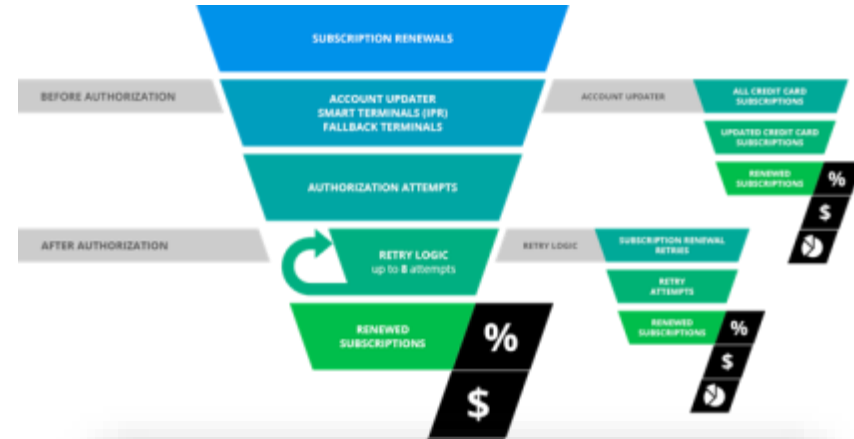 SUBSCRIPTION RENEWALS
BEFORE AUTHORIZATION
ACCOUNT UPDATER
SMART TERMINALS (IPR)
FALLBACK TERMINALS
ACCOUNT UPDATER
ALL CREDIT CARD
SUBSCRIPTIONS
UPDATED CREDIT CARD
SUBSCRIPTIONS
RENEWED
SUBSCRIPTIONS
%
$
AUTHORIZATION ATTEMPTS
AFTER AUTHORIZATION
RETRY LOGIC
up to 8 attempts
RETRY LOGIC
SUBSCRIPTION RENEWAL
RETRIES
RETRY
ATTEMPTS
RENEWED
SUBSCRIPTIONS
%
$
RENEWED
SUBSCRIPTIONS
%
$